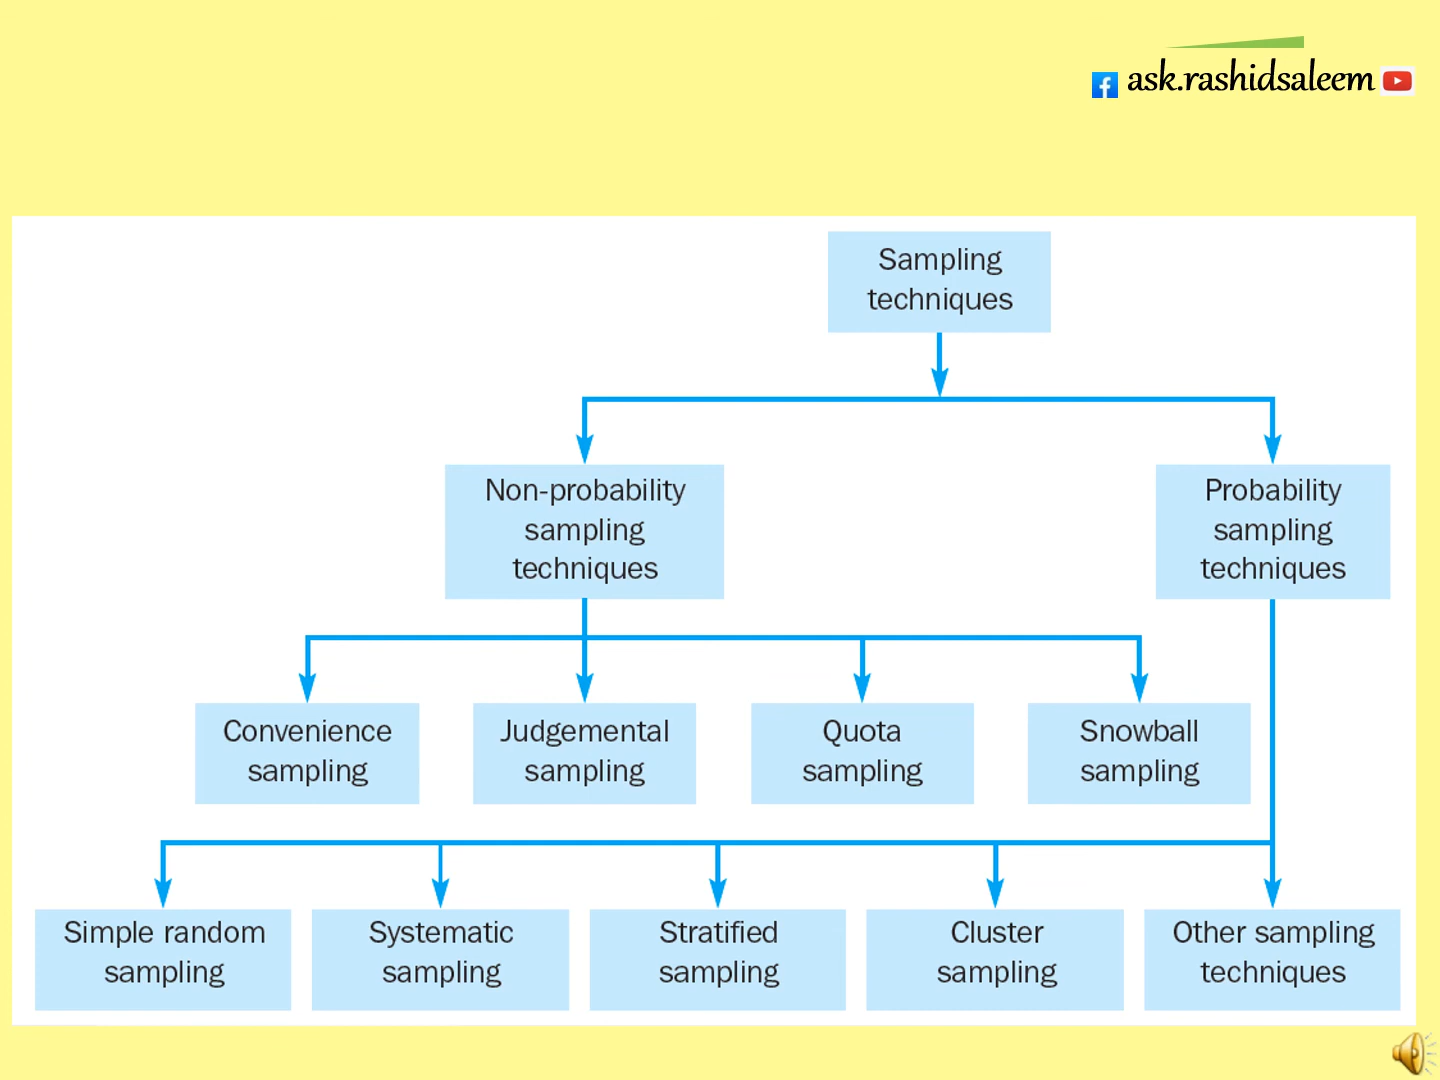 ask.rashidsaleem
Sampling
techniques
Non-probability
sampling
techniques
Probability
sampling
techniques
Convenience
sampling
Judgemental
sampling
Quota
sampling
Snowball
sampling
Simple random
sampling
Systematic
sampling
Stratified
sampling
Cluster
sampling
Other sampling
techniques